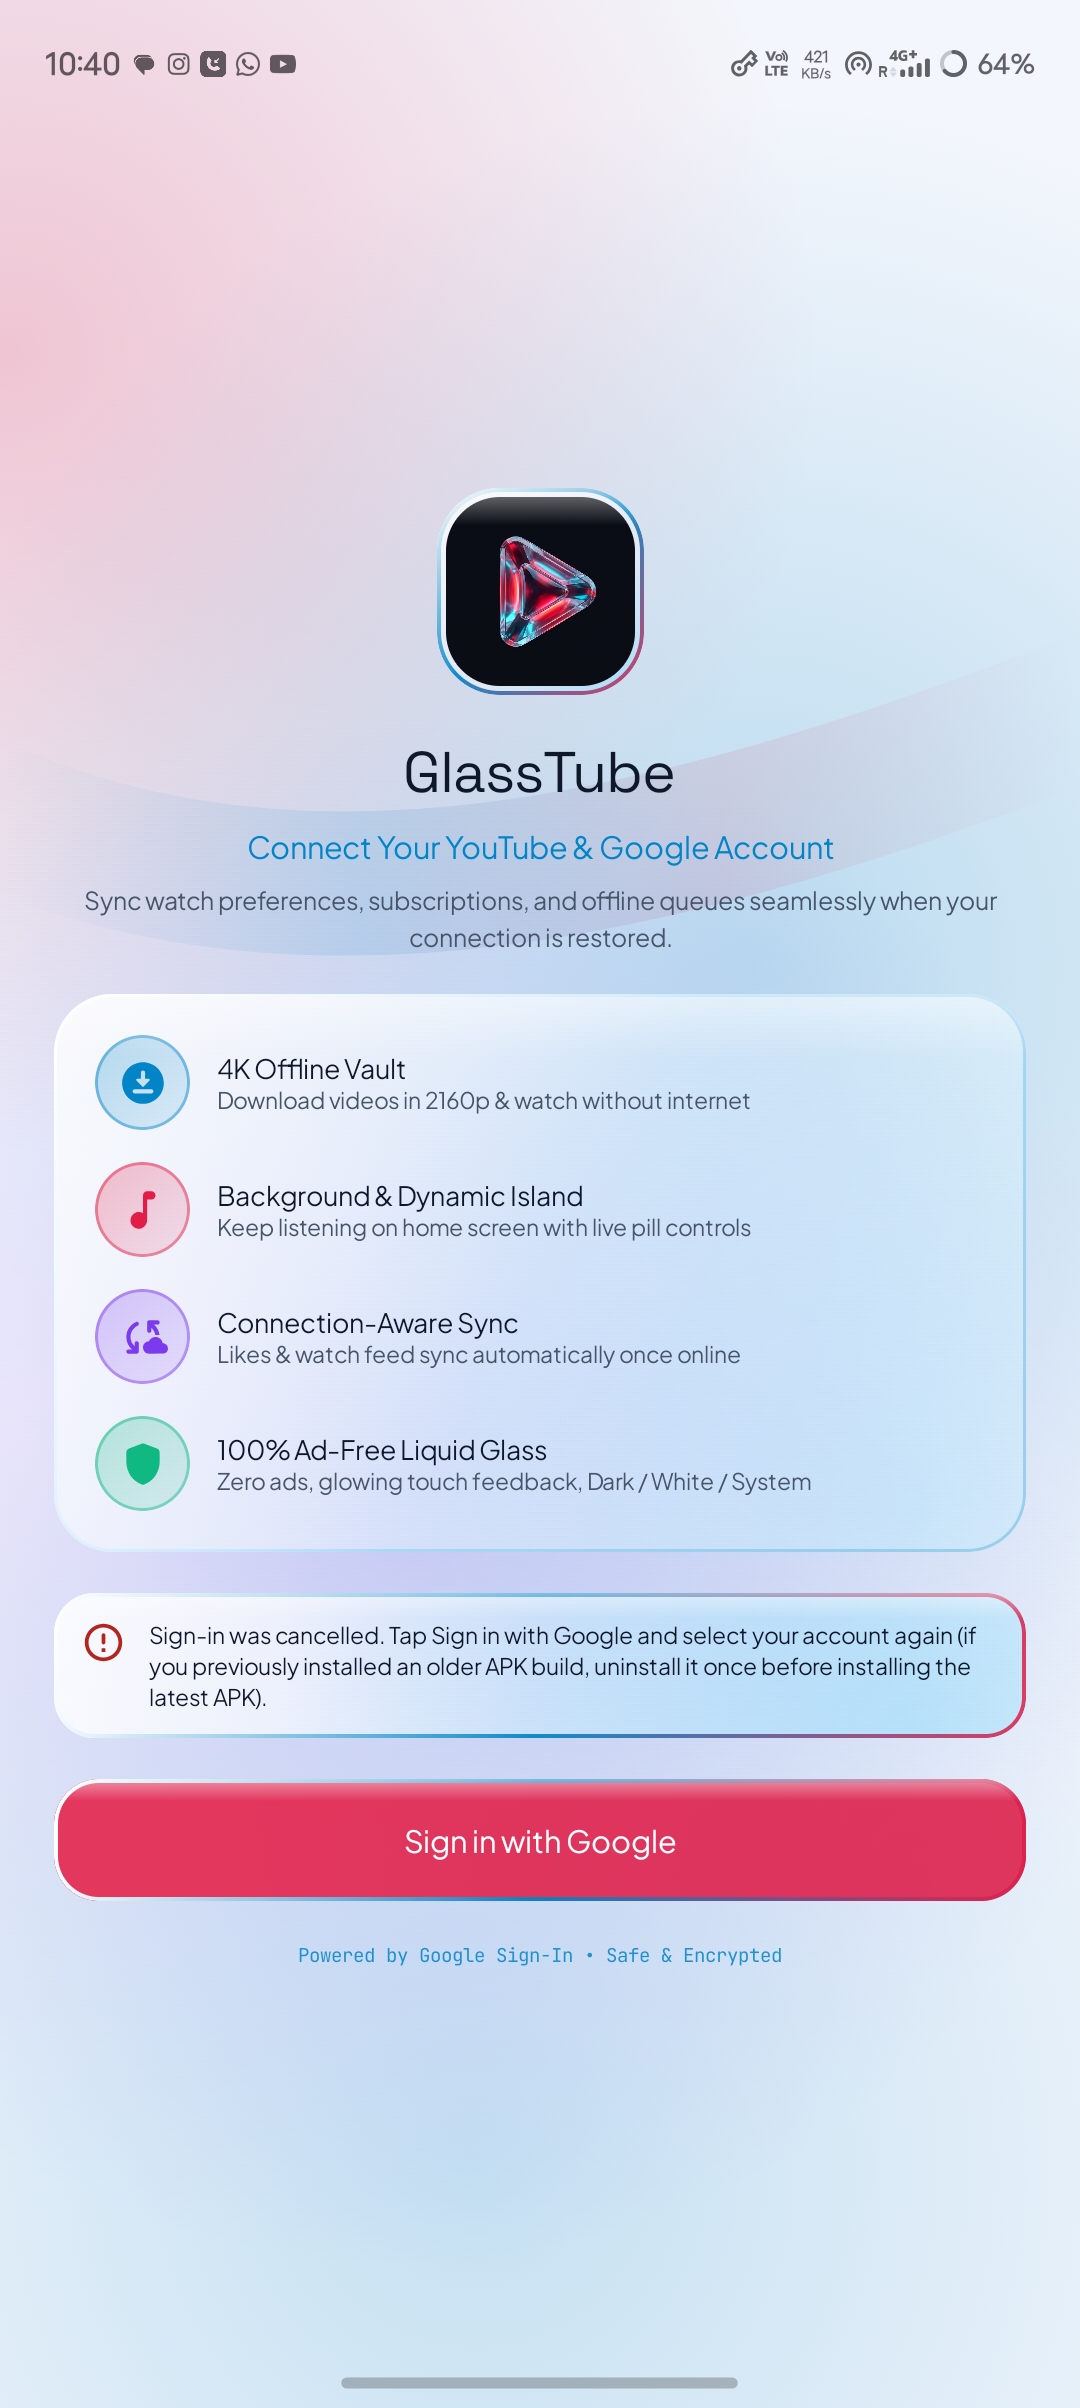 10:40
Vo)) LTE 421 KB/s R 4G+ 64%
GlassTube
Connect Your YouTube & Google Account
Sync watch preferences, subscriptions, and offline queues seamlessly when your
connection is restored.
4K Offline Vault
Download videos in 2160p & watch without internet
Background & Dynamic Island
Keep listening on home screen with live pill controls
Connection-Aware Sync
Likes & watch feed sync automatically once online
100% Ad-Free Liquid Glass
Zero ads, glowing touch feedback, Dark / White / System
Sign-in was cancelled. Tap Sign in with Google and select your account again (if
you previously installed an older APK build, uninstall it once before installing the
latest APK).
Sign in with Google
Powered by Google Sign-In • Safe & Encrypted